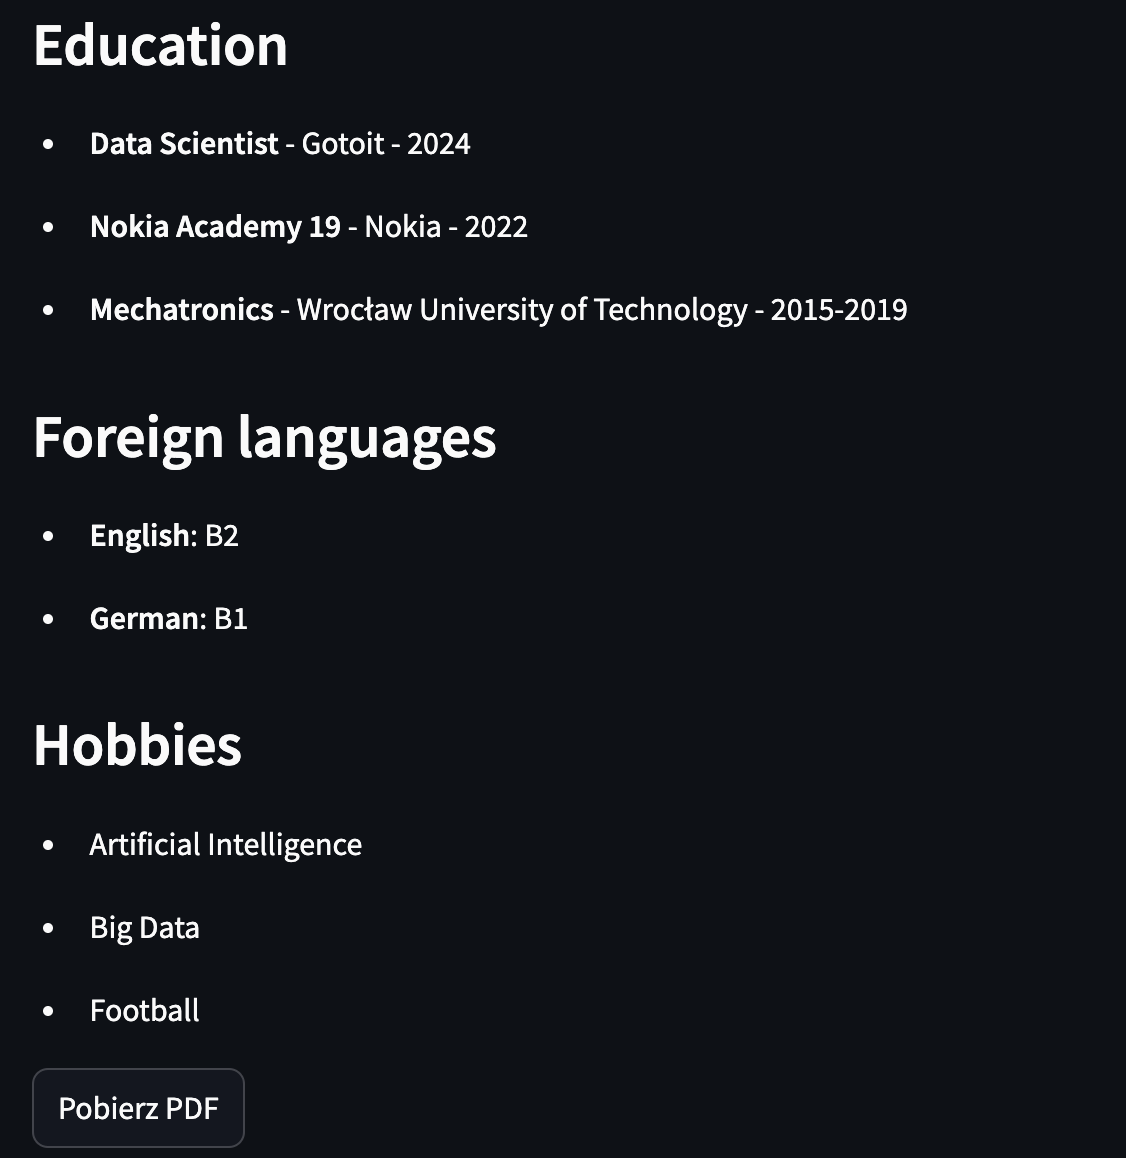 Education
• Data Scientist - Gotoit - 2024
• Nokia Academy 19 - Nokia - 2022
• Mechatronics - Wrocław University of Technology - 2015-2019
Foreign languages
• English: B2
• German: B1
Hobbies
• Artificial Intelligence
• Big Data
• Football
Pobierz PDF